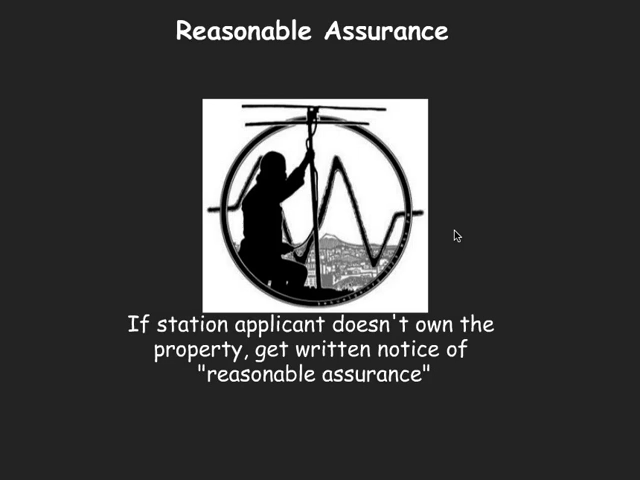 Reasonable Assurance
If station applicant doesn't own the
property, get written notice of
"reasonable assurance"